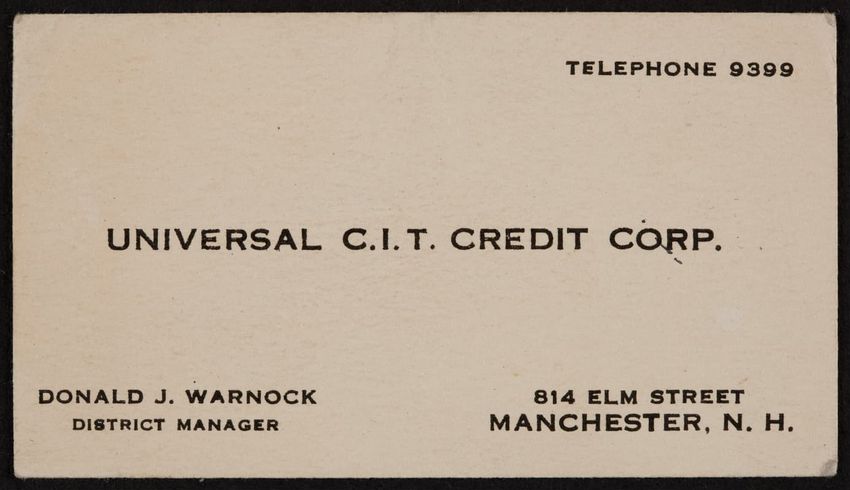 TELEPHONE 9399
UNIVERSAL C.I.T. CREDIT CORP.
DONALD J. WARNOCK
DISTRICT MANAGER
814 ELM STREET
MANCHESTER, N. H.